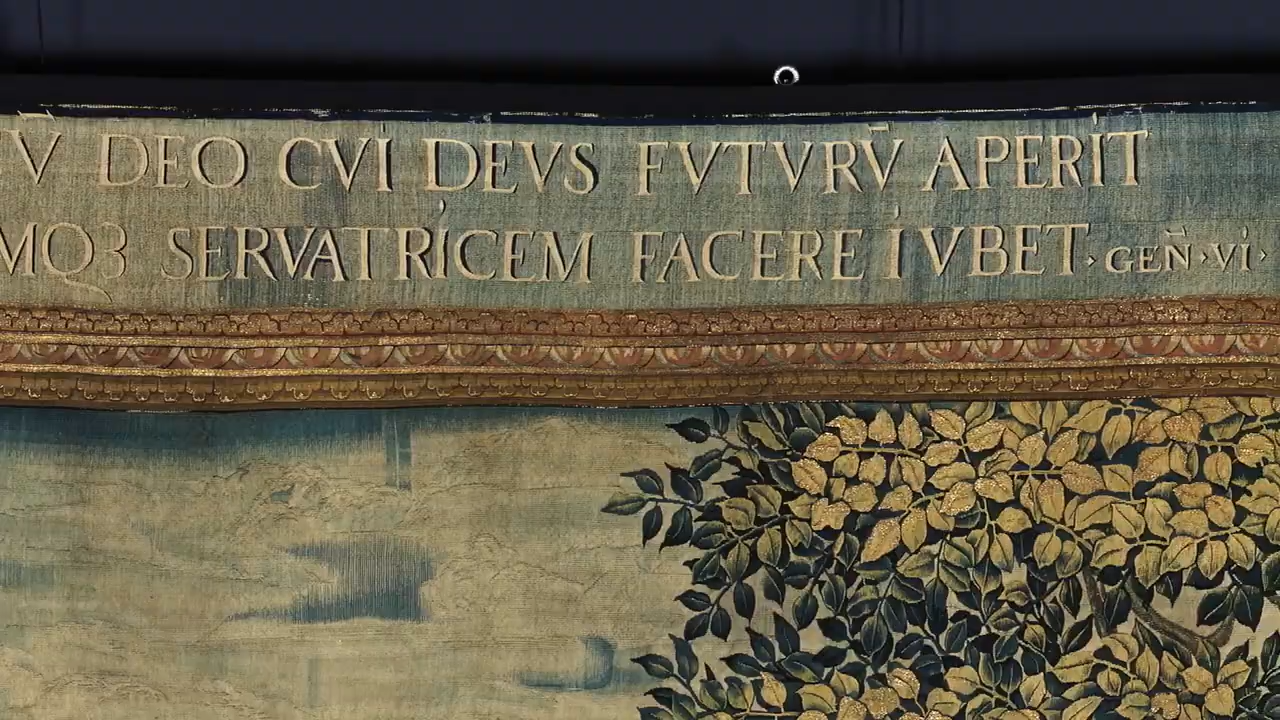 V̄ DEO CVI DEVS FVTVRV̄ APERIT
MQ3 SERVATRICEM FACERE IVBET · GEN̄ · VI ·